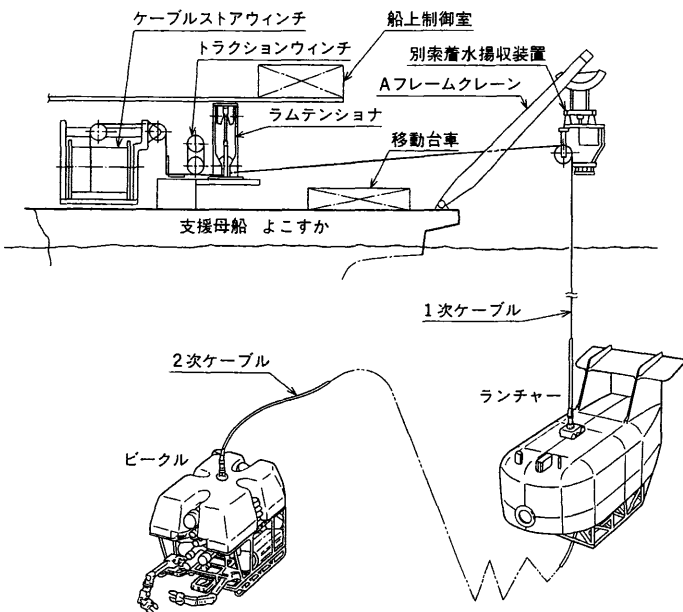 ケーブルストアウィンチ
船上制御室
トラクションウィンチ
別索着水揚収装置
Aフレームクレーン
ラムテンショナ
移動台車
支援母船 よこすか
1次ケーブル
2次ケーブル
ランチャー
ビークル